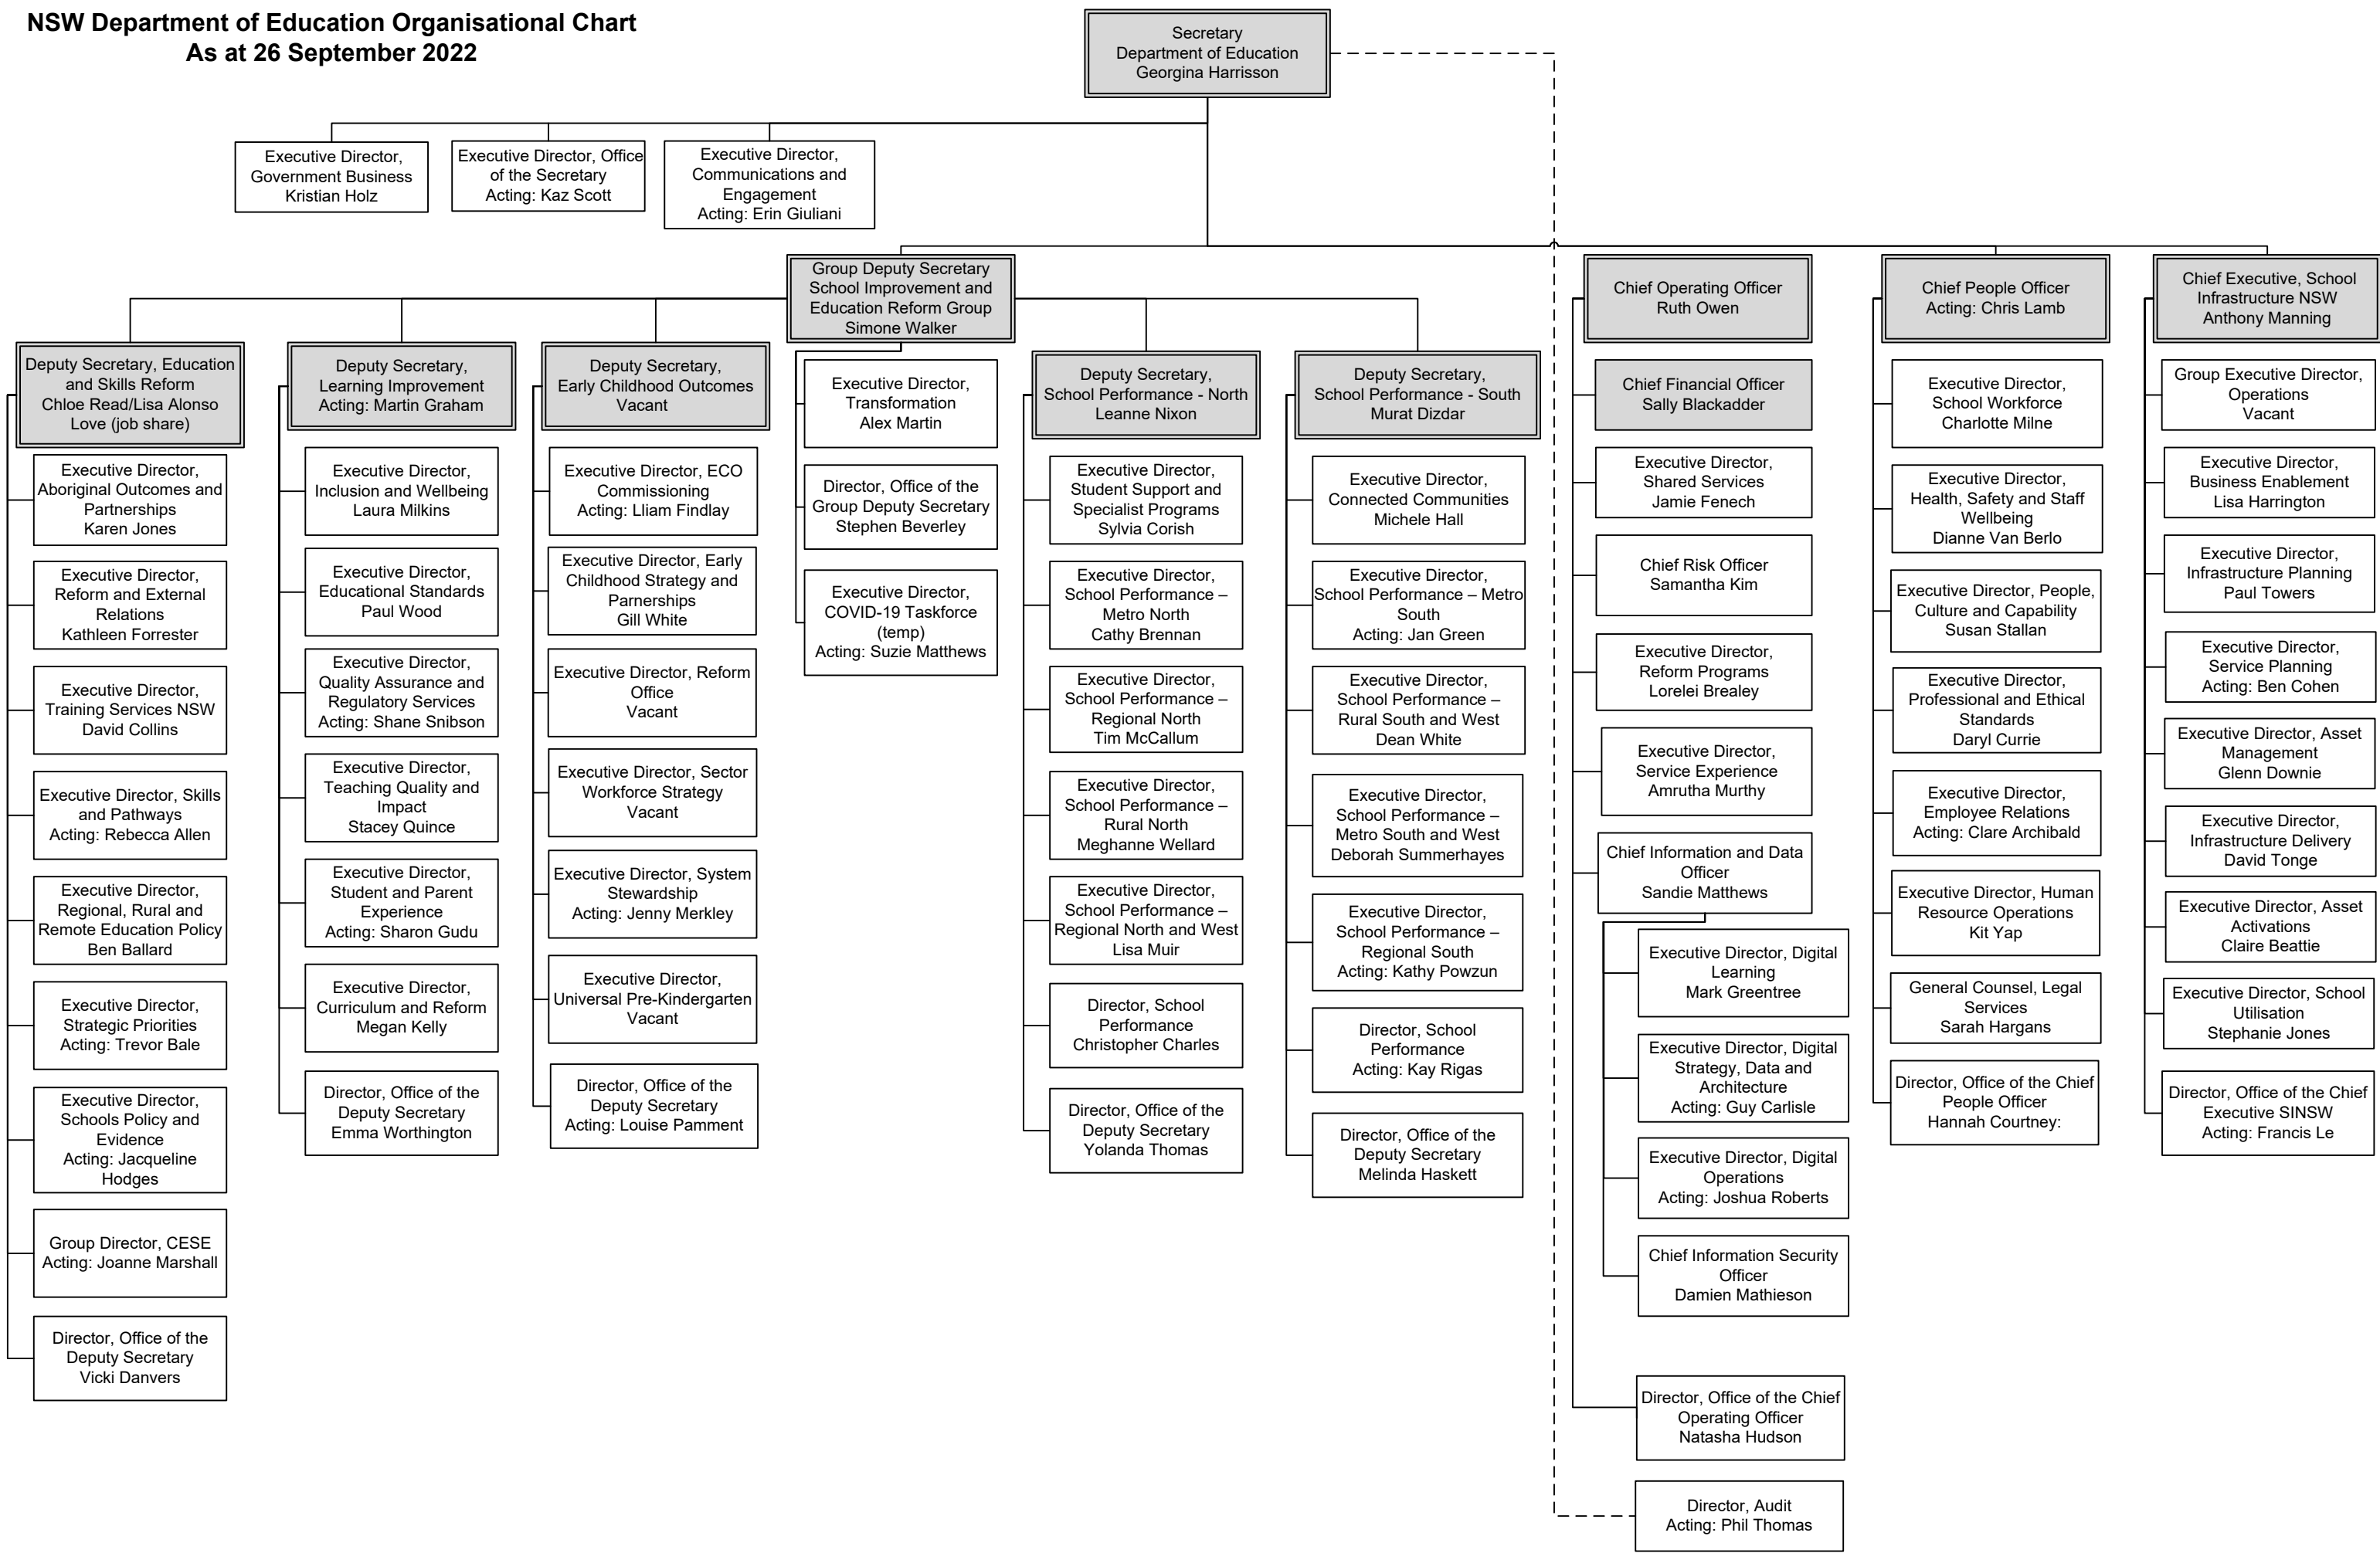 NSW Department of Education Organisational Chart
As at 26 September 2022
Secretary
Department of Education
Georgina Harrisson
Executive Director,
Government Business
Kristian Holz
Executive Director, Office
of the Secretary
Acting: Kaz Scott
Executive Director,
Communications and
Engagement
Acting: Erin Giuliani
Group Deputy Secretary
School Improvement and
Education Reform Group
Simone Walker
Chief Operating Officer
Ruth Owen
Chief People Officer
Acting: Chris Lamb
Chief Executive, School
Infrastructure NSW
Anthony Manning
Deputy Secretary, Education
and Skills Reform
Chloe Read/Lisa Alonso
Love (job share)
Executive Director,
Aboriginal Outcomes and
Partnerships
Karen Jones
Executive Director,
Reform and External
Relations
Kathleen Forrester
Executive Director,
Training Services NSW
David Collins
Executive Director, Skills
and Pathways
Acting: Rebecca Allen
Executive Director,
Regional, Rural and
Remote Education Policy
Ben Ballard
Executive Director,
Strategic Priorities
Acting: Trevor Bale
Executive Director,
Schools Policy and
Evidence
Acting: Jacqueline
Hodges
Group Director, CESE
Acting: Joanne Marshall
Director, Office of the
Deputy Secretary
Vicki Danvers
Deputy Secretary,
Learning Improvement
Acting: Martin Graham
Executive Director,
Inclusion and Wellbeing
Laura Milkins
Executive Director,
Educational Standards
Paul Wood
Executive Director,
Quality Assurance and
Regulatory Services
Acting: Shane Snibson
Executive Director,
Teaching Quality and
Impact
Stacey Quince
Executive Director,
Student and Parent
Experience
Acting: Sharon Gudu
Executive Director,
Curriculum and Reform
Megan Kelly
Director, Office of the
Deputy Secretary
Emma Worthington
Deputy Secretary,
Early Childhood Outcomes
Vacant
Executive Director, ECO
Commissioning
Acting: Lliam Findlay
Executive Director, Early
Childhood Strategy and
Parnerships
Gill White
Executive Director, Reform
Office
Vacant
Executive Director, Sector
Workforce Strategy
Vacant
Executive Director, System
Stewardship
Acting: Jenny Merkley
Executive Director,
Universal Pre-Kindergarten
Vacant
Director, Office of the
Deputy Secretary
Acting: Louise Pamment
Executive Director,
Transformation
Alex Martin
Director, Office of the
Group Deputy Secretary
Stephen Beverley
Executive Director,
COVID-19 Taskforce
(temp)
Acting: Suzie Matthews
Deputy Secretary,
School Performance - North
Leanne Nixon
Executive Director,
Student Support and
Specialist Programs
Sylvia Corish
Executive Director,
School Performance –
Metro North
Cathy Brennan
Executive Director,
School Performance –
Regional North
Tim McCallum
Executive Director,
School Performance –
Rural North
Meghanne Wellard
Executive Director,
School Performance –
Regional North and West
Lisa Muir
Director, School
Performance
Christopher Charles
Director, Office of the
Deputy Secretary
Yolanda Thomas
Deputy Secretary,
School Performance - South
Murat Dizdar
Executive Director,
Connected Communities
Michele Hall
Executive Director,
School Performance – Metro
South
Acting: Jan Green
Executive Director,
School Performance –
Rural South and West
Dean White
Executive Director,
School Performance –
Metro South and West
Deborah Summerhayes
Executive Director,
School Performance –
Regional South
Acting: Kathy Powzun
Director, School
Performance
Acting: Kay Rigas
Director, Office of the
Deputy Secretary
Melinda Haskett
Chief Financial Officer
Sally Blackadder
Executive Director,
Shared Services
Jamie Fenech
Chief Risk Officer
Samantha Kim
Executive Director,
Reform Programs
Lorelei Brealey
Executive Director,
Service Experience
Amrutha Murthy
Chief Information and Data
Officer
Sandie Matthews
Executive Director, Digital
Learning
Mark Greentree
Executive Director, Digital
Strategy, Data and
Architecture
Acting: Guy Carlisle
Executive Director, Digital
Operations
Acting: Joshua Roberts
Chief Information Security
Officer
Damien Mathieson
Director, Office of the Chief
Operating Officer
Natasha Hudson
Director, Audit
Acting: Phil Thomas
Executive Director,
School Workforce
Charlotte Milne
Executive Director,
Health, Safety and Staff
Wellbeing
Dianne Van Berlo
Executive Director, People,
Culture and Capability
Susan Stallan
Executive Director,
Professional and Ethical
Standards
Daryl Currie
Executive Director,
Employee Relations
Acting: Clare Archibald
Executive Director, Human
Resource Operations
Kit Yap
General Counsel, Legal
Services
Sarah Hargans
Director, Office of the Chief
People Officer
Hannah Courtney:
Group Executive Director,
Operations
Vacant
Executive Director,
Business Enablement
Lisa Harrington
Executive Director,
Infrastructure Planning
Paul Towers
Executive Director,
Service Planning
Acting: Ben Cohen
Executive Director, Asset
Management
Glenn Downie
Executive Director,
Infrastructure Delivery
David Tonge
Executive Director, Asset
Activations
Claire Beattie
Executive Director, School
Utilisation
Stephanie Jones
Director, Office of the Chief
Executive SINSW
Acting: Francis Le